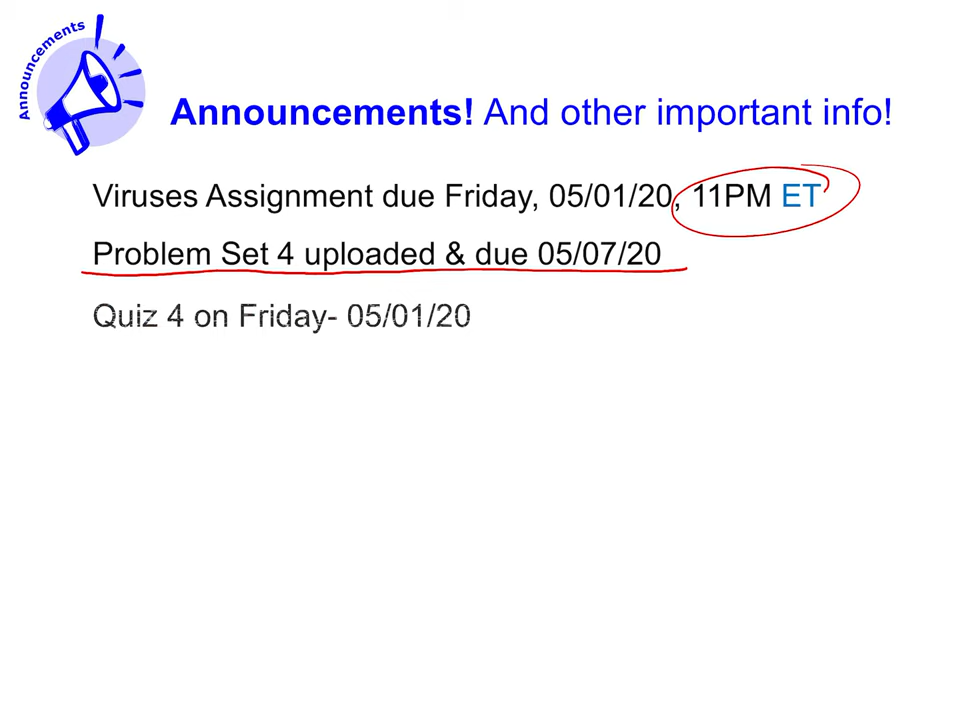 Announcements
Announcements! And other important info!
Viruses Assignment due Friday, 05/01/20, 11PM ET
Problem Set 4 uploaded & due 05/07/20
Quiz 4 on Friday- 05/01/20